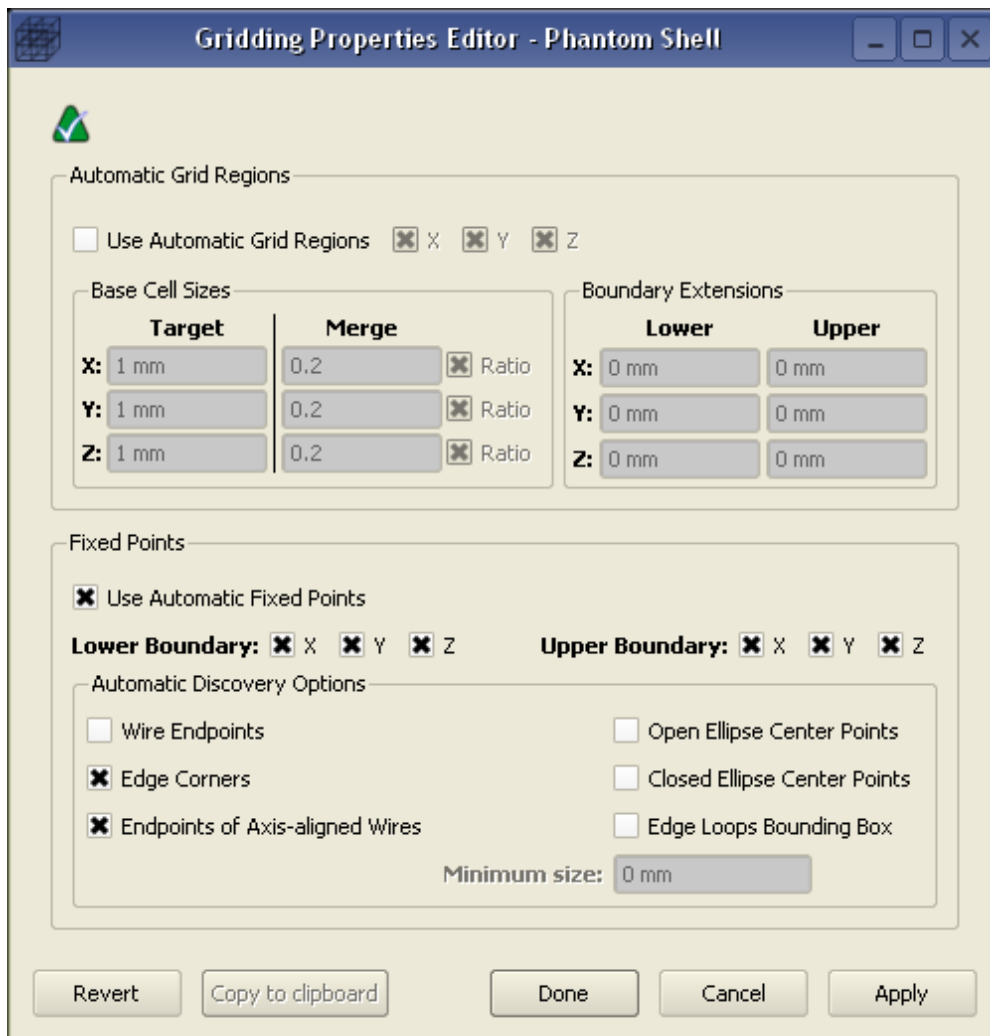 Gridding Properties Editor - Phantom Shell
Automatic Grid Regions
Use Automatic Grid Regions X Y Z
Base Cell Sizes Boundary Extensions
Target Merge Lower Upper
X: 1 mm 0.2 Ratio X: 0 mm 0 mm
Y: 1 mm 0.2 Ratio Y: 0 mm 0 mm
Z: 1 mm 0.2 Ratio Z: 0 mm 0 mm
Fixed Points
Use Automatic Fixed Points
Lower Boundary: X Y Z Upper Boundary: X Y Z
Automatic Discovery Options
Wire Endpoints Open Ellipse Center Points
Edge Corners Closed Ellipse Center Points
Endpoints of Axis-aligned Wires Edge Loops Bounding Box
Minimum size: 0 mm
Revert Copy to clipboard Done Cancel Apply